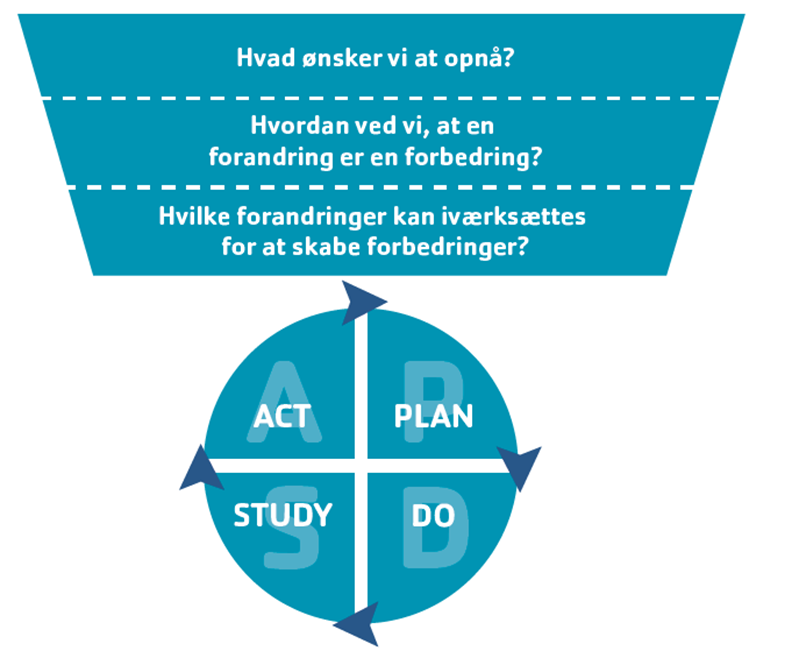 Hvad ønsker vi at opnå?
Hvordan ved vi, at en
forandring er en forbedring?
Hvilke forandringer kan iværksættes
for at skabe forbedringer?
A P
ACT PLAN
STUDY DO
S D